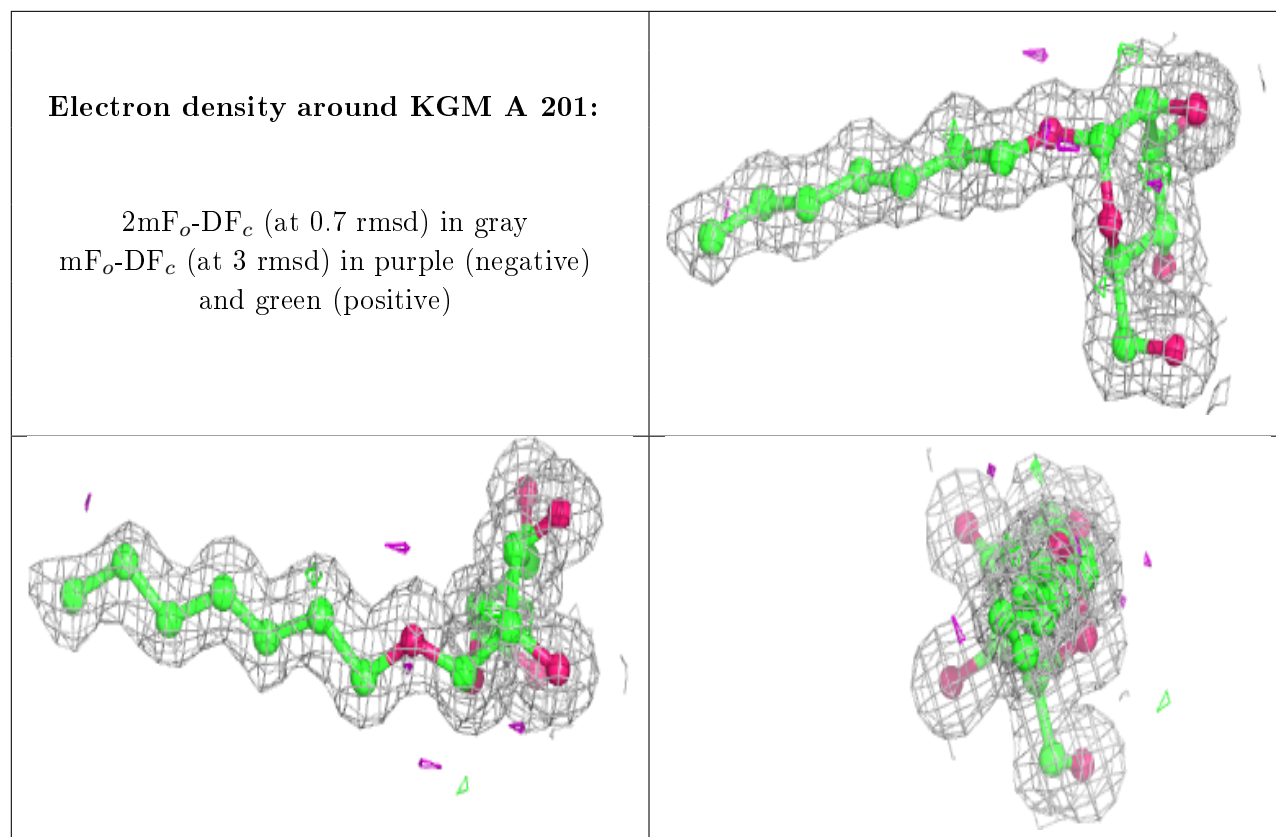 Electron density around KGM A 201:
2mFo-DFc (at 0.7 rmsd) in gray
mFo-DFc (at 3 rmsd) in purple (negative)
and green (positive)